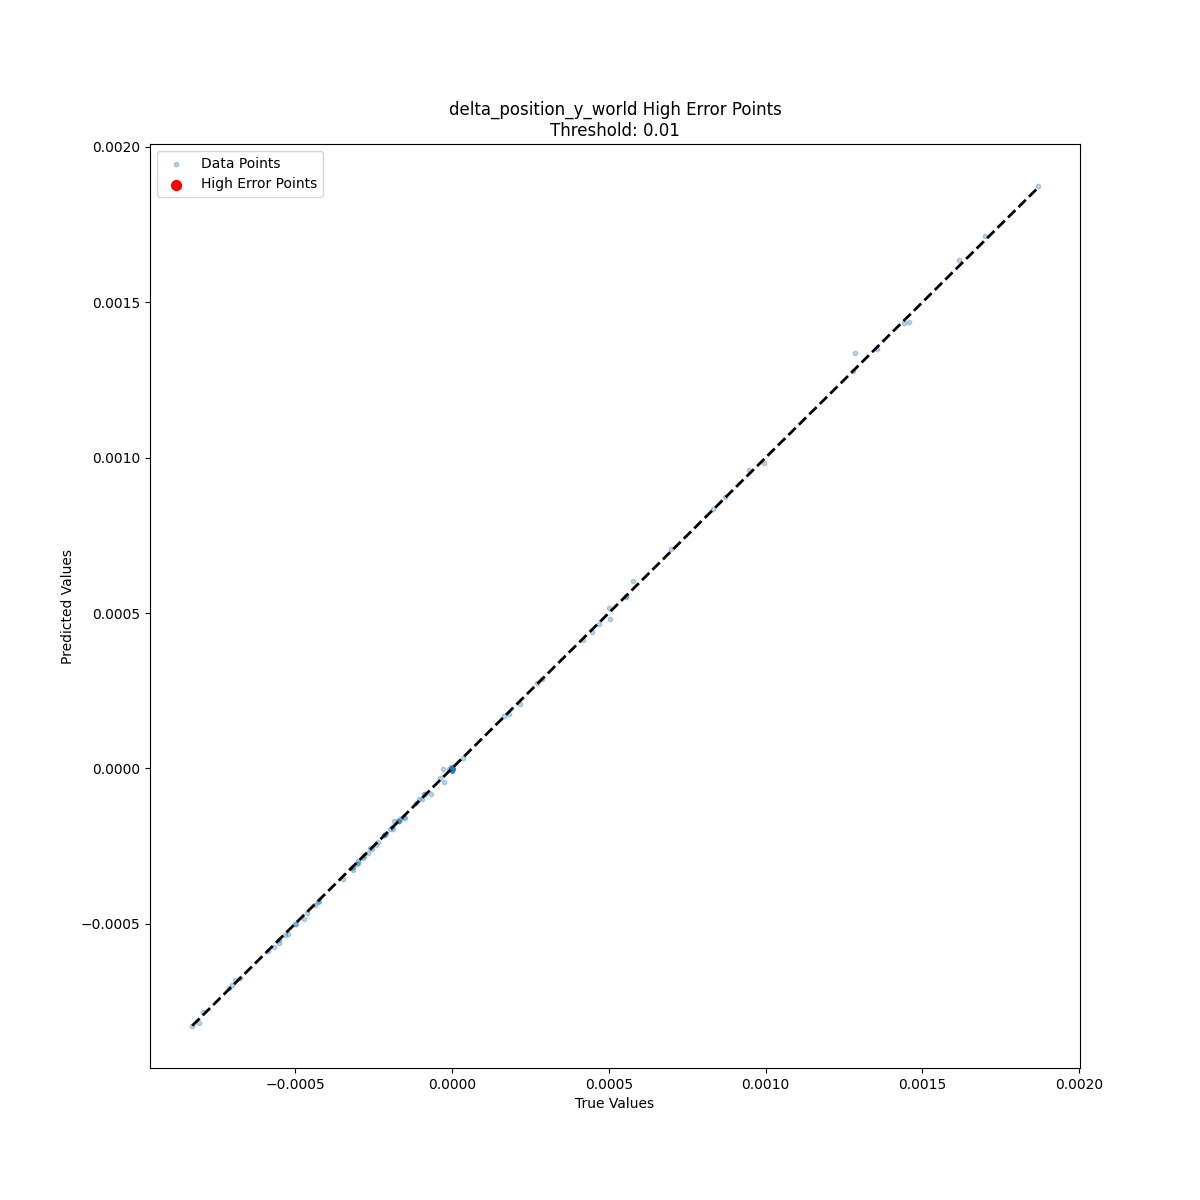 delta_position_y_world High Error Points
Threshold: 0.01
Data Points
High Error Points
0.0020
0.0015
0.0010
0.0005
0.0000
−0.0005
Predicted Values
−0.0005
0.0000
0.0005
0.0010
0.0015
0.0020
True Values